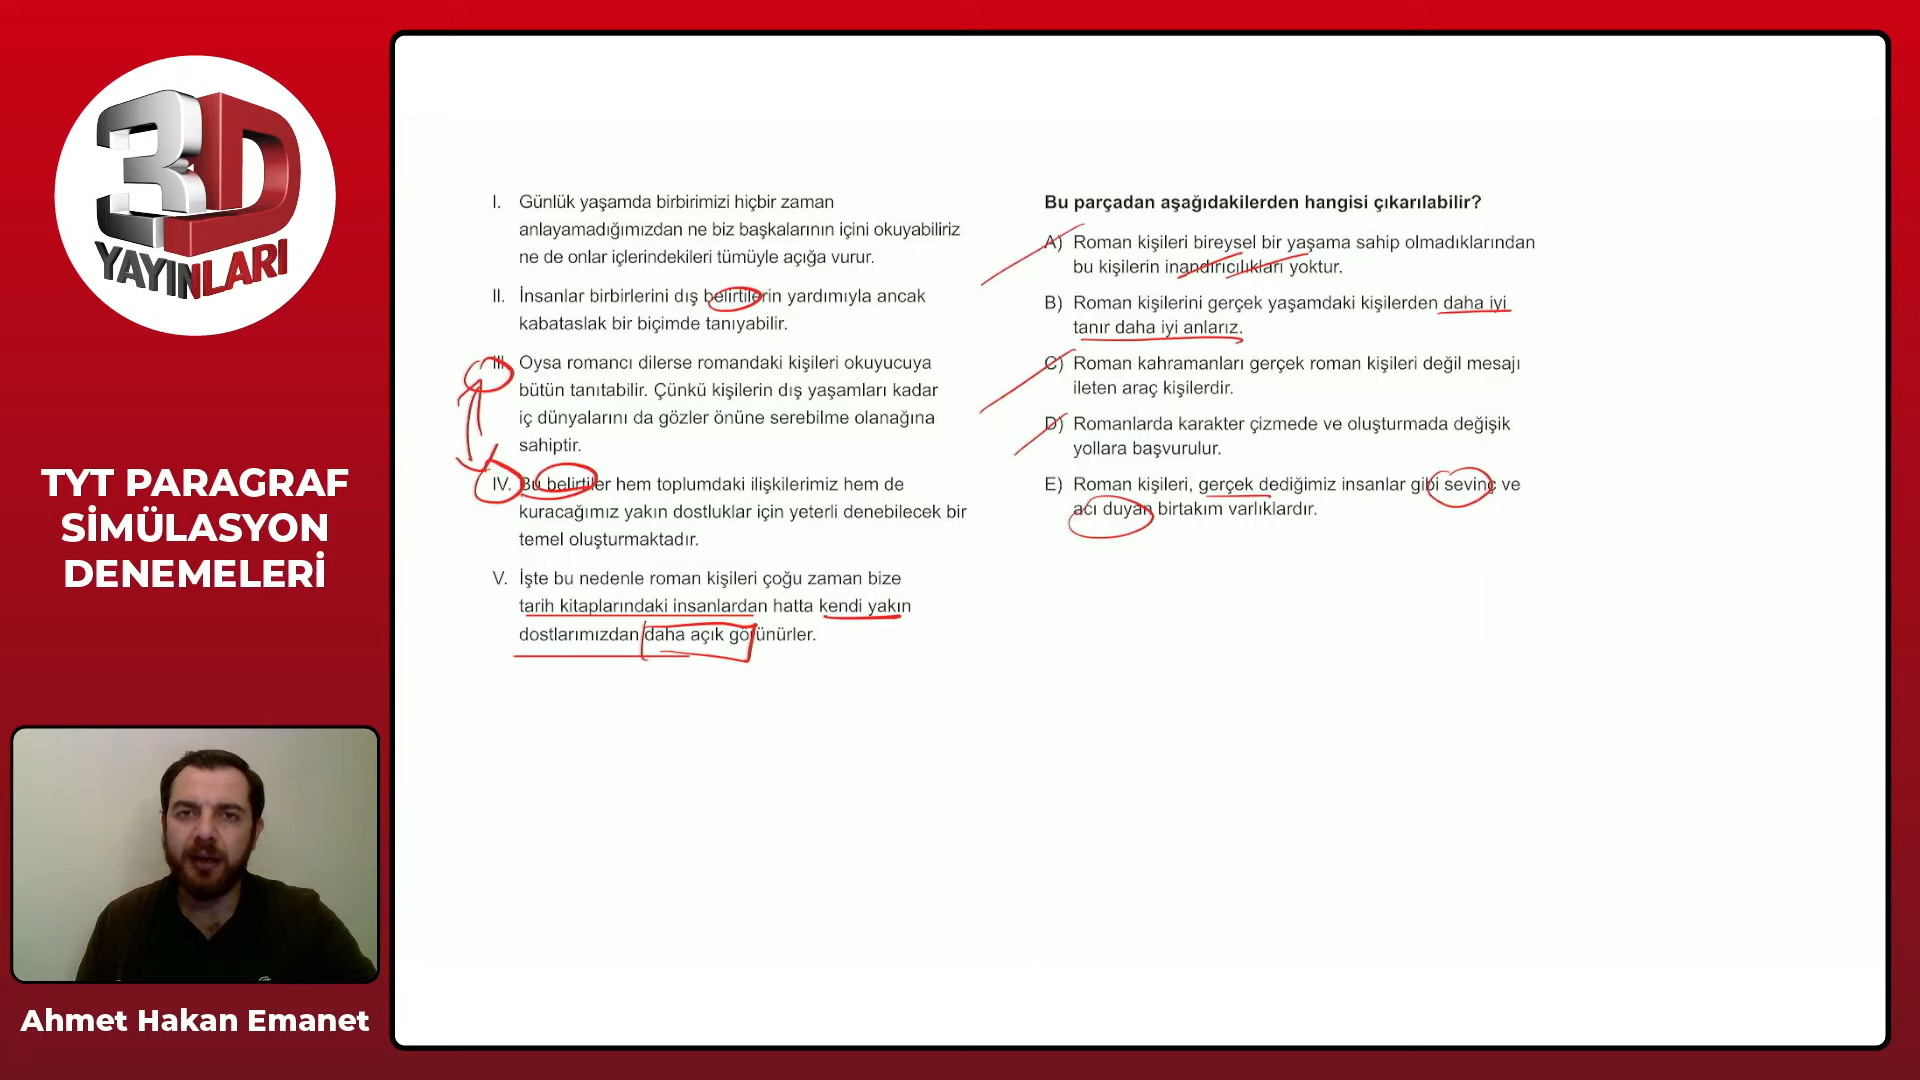 3D
YAYINLARI
TYT PARAGRAF
SİMÜLASYON
DENEMELERİ
Ahmet Hakan Emanet
I. Günlük yaşamda birbirimizi hiçbir zaman
anlayamadığımızdan ne biz başkalarının içini okuyabiliriz
ne de onlar içlerindekileri tümüyle açığa vurur.
II. İnsanlar birbirlerini dış belirtilerin yardımıyla ancak
kabataslak bir biçimde tanıyabilir.
III. Oysa romancı dilerse romandaki kişileri okuyucuya
bütün tanıtabilir. Çünkü kişilerin dış yaşamları kadar
iç dünyalarını da gözler önüne serebilme olanağına
sahiptir.
IV. Bu belirtiler hem toplumdaki ilişkilerimiz hem de
kuracağımız yakın dostluklar için yeterli denebilecek bir
temel oluşturmaktadır.
V. İşte bu nedenle roman kişileri çoğu zaman bize
tarih kitaplarındaki insanlardan hatta kendi yakın
dostlarımızdan daha açık görünürler.
Bu parçadan aşağıdakilerden hangisi çıkarılabilir?
A) Roman kişileri bireysel bir yaşama sahip olmadıklarından
bu kişilerin inandırıcılıkları yoktur.
B) Roman kişilerini gerçek yaşamdaki kişilerden daha iyi
tanır daha iyi anlarız.
C) Roman kahramanları gerçek roman kişileri değil mesajı
ileten araç kişilerdir.
D) Romanlarda karakter çizmede ve oluşturmada değişik
yollara başvurulur.
E) Roman kişileri, gerçek dediğimiz insanlar gibi sevinç ve
acı duyan birtakım varlıklardır.